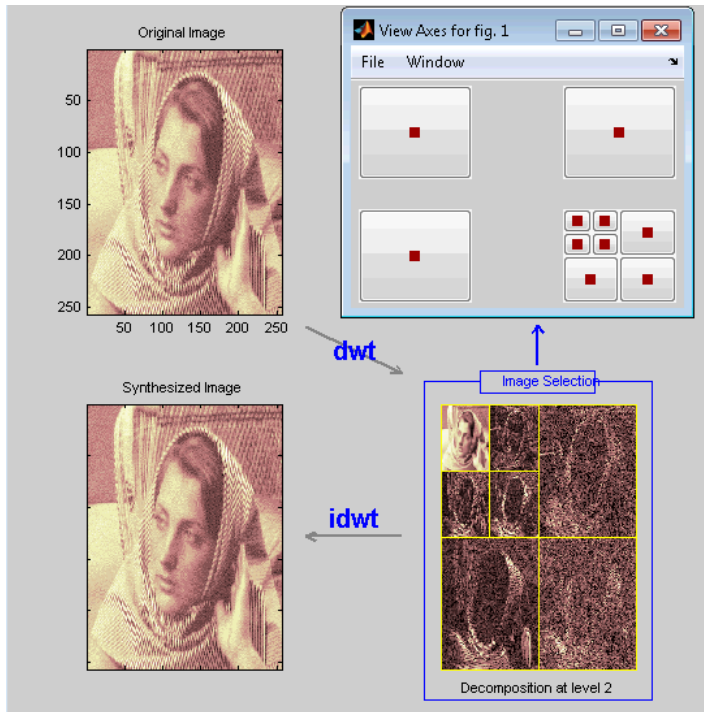 Original Image
50
100
150
200
250
50 100 150 200 250
View Axes for fig. 1
File Window
dwt
Synthesized Image
Image Selection
idwt
Decomposition at level 2